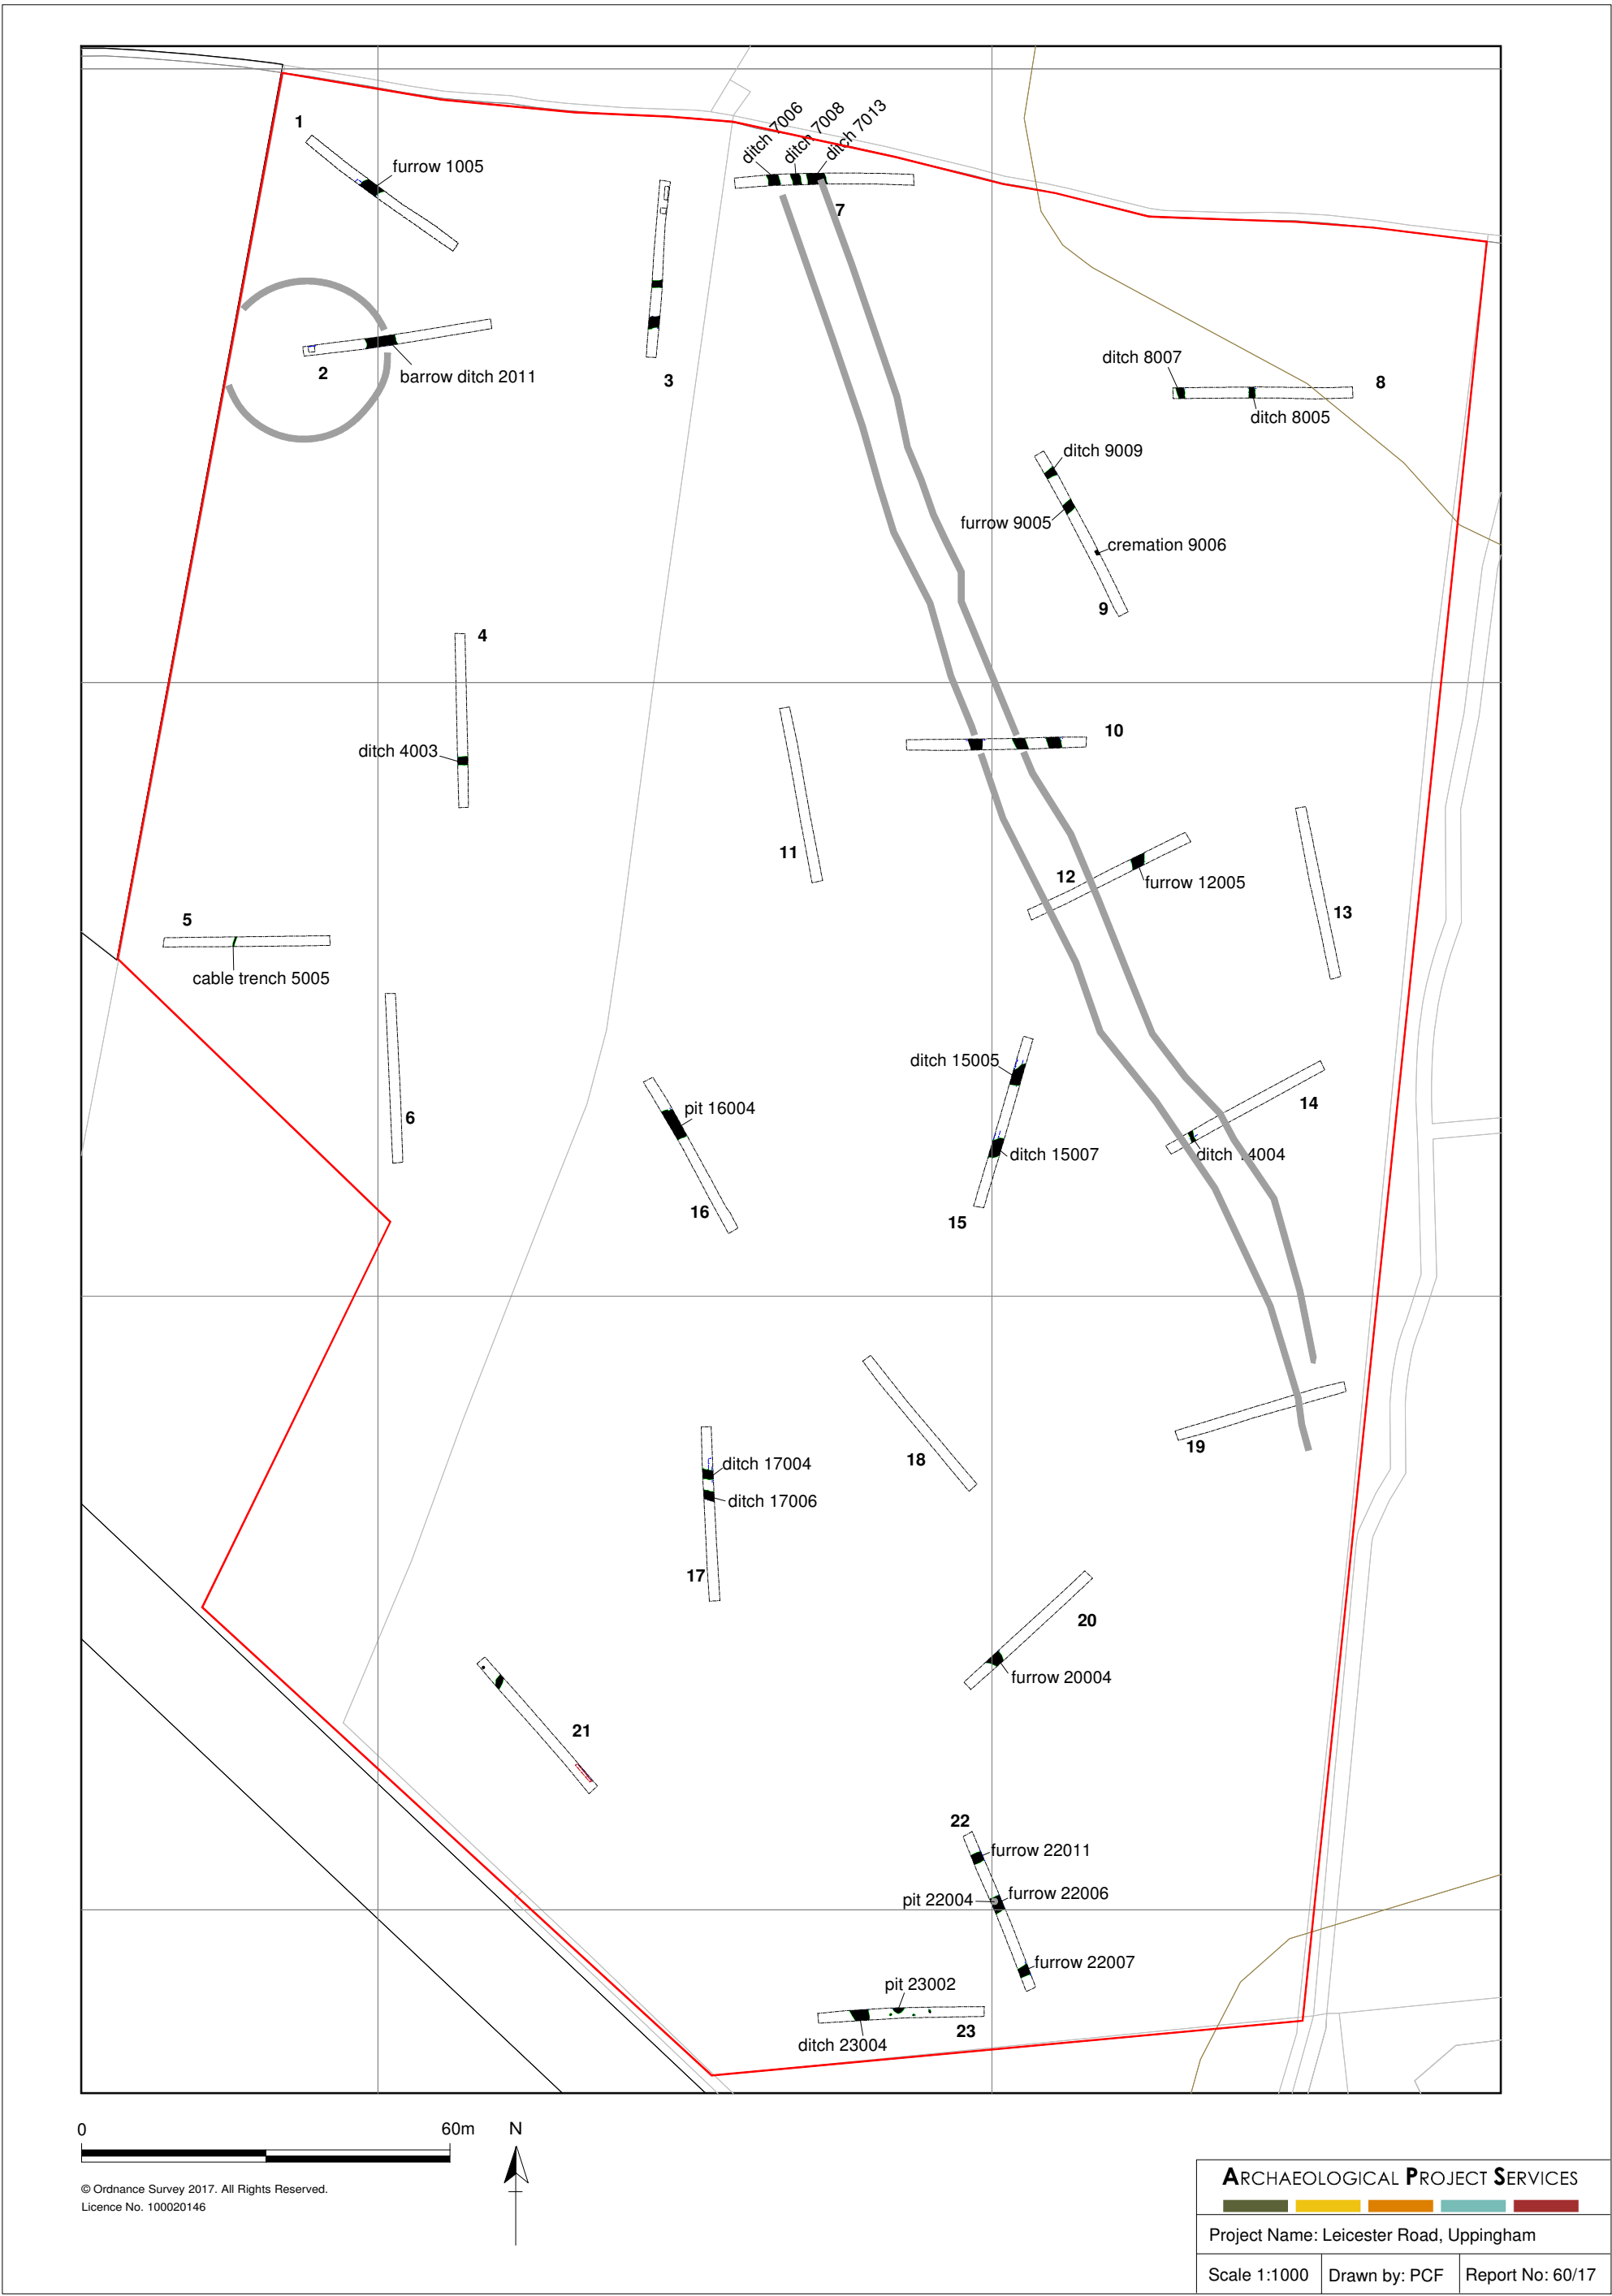 1
furrow 1005
ditch 7006
ditch 7008
ditch 7013
7
2
barrow ditch 2011
3
ditch 8007
8
ditch 8005
ditch 9009
furrow 9005
cremation 9006
9
4
ditch 4003
10
11
12
furrow 12005
13
5
cable trench 5005
6
pit 16004
16
ditch 15005
ditch 15007
15
14
ditch 14004
18
19
ditch 17004
ditch 17006
17
20
furrow 20004
21
22
furrow 22011
pit 22004
furrow 22006
furrow 22007
pit 23002
23
ditch 23004
0
60m
N
© Ordnance Survey 2017. All Rights Reserved.
Licence No. 100020146
ARCHAEOLOGICAL PROJECT SERVICES
Project Name: Leicester Road, Uppingham
Scale 1:1000
Drawn by: PCF
Report No: 60/17